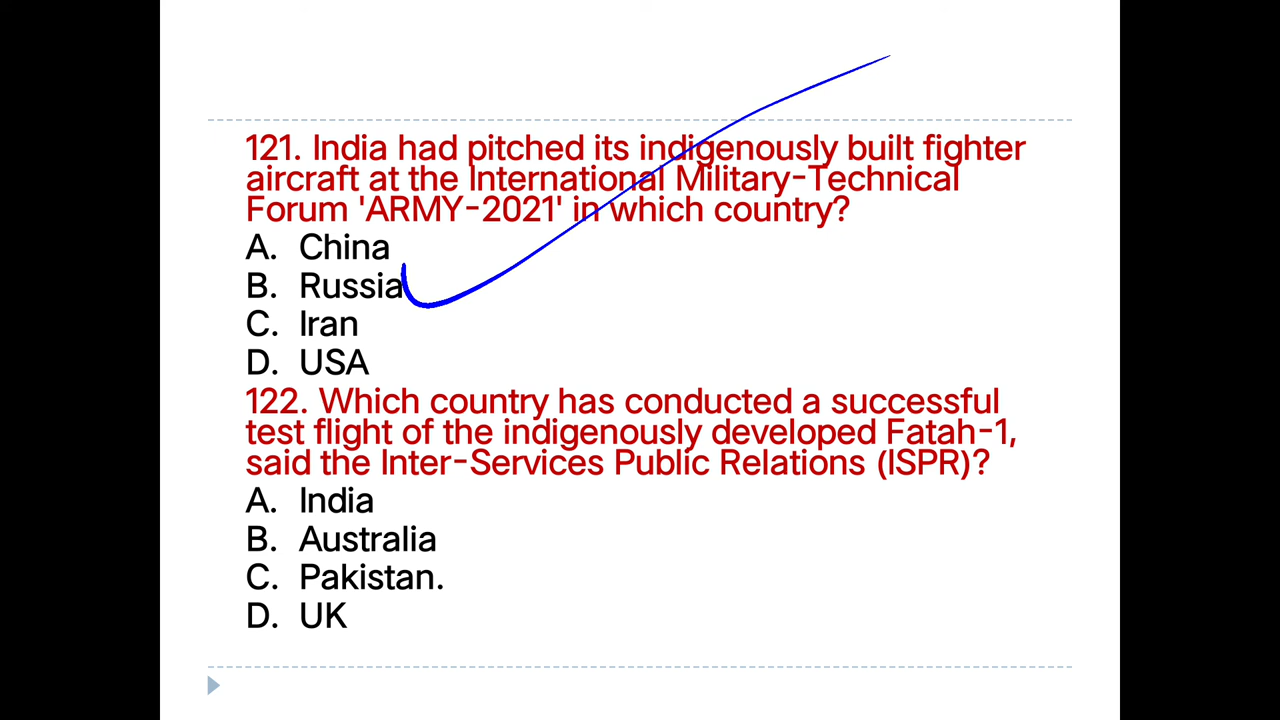 121. India had pitched its indigenously built fighter
aircraft at the International Military-Technical
Forum 'ARMY-2021' in which country?
A. China
B. Russia
C. Iran
D. USA
122. Which country has conducted a successful
test flight of the indigenously developed Fatah-1,
said the Inter-Services Public Relations (ISPR)?
A. India
B. Australia
C. Pakistan.
D. UK